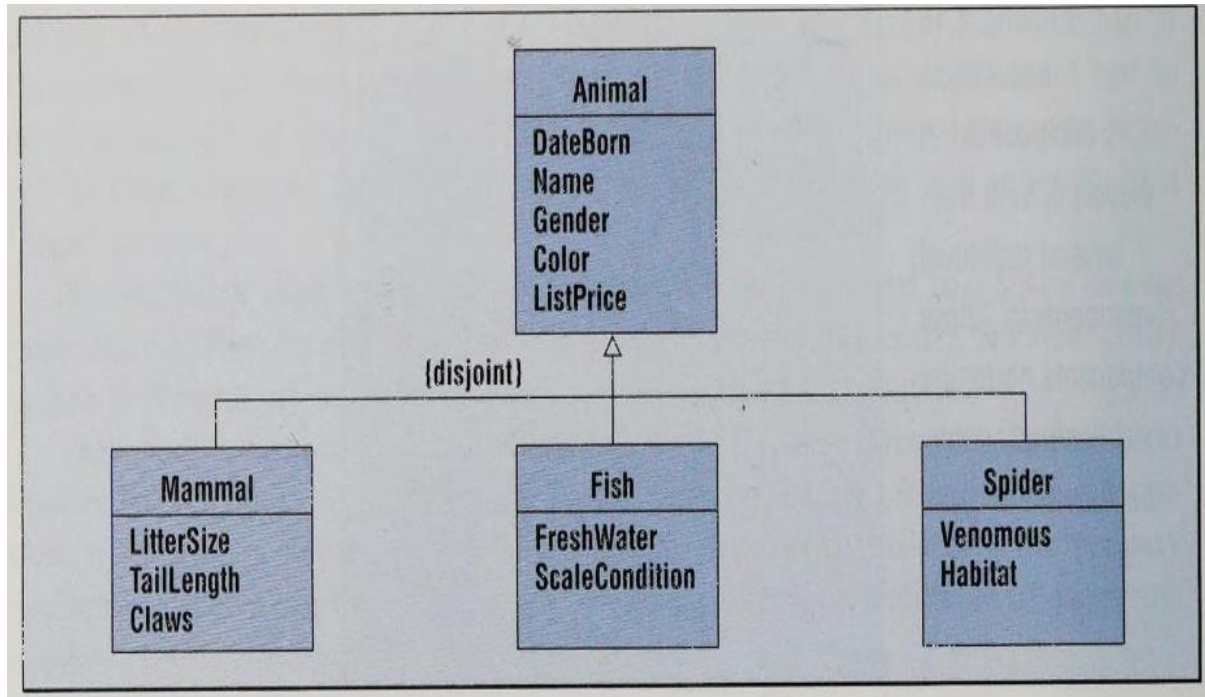 Animal
DateBorn
Name
Gender
Color
ListPrice
{disjoint}
Mammal
LitterSize
TailLength
Claws
Fish
FreshWater
ScaleCondition
Spider
Venomous
Habitat